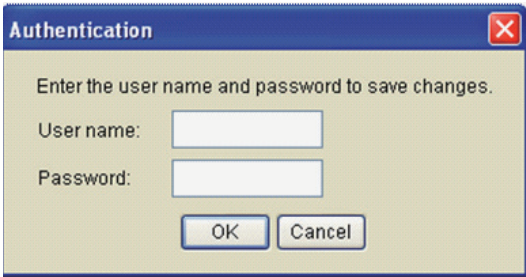 Authentication
Enter the user name and password to save changes.
User name:
Password:
OK Cancel